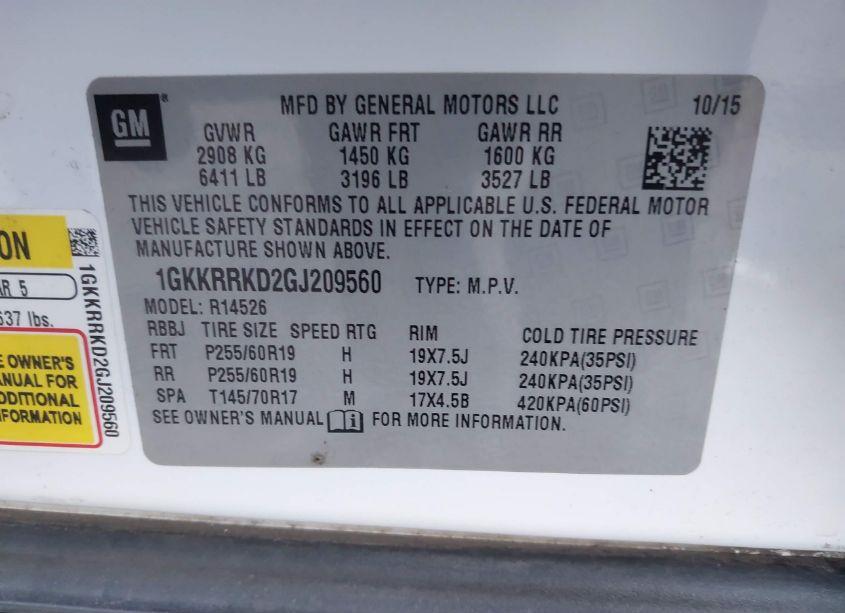 GM ®
MFD BY GENERAL MOTORS LLC 10/15
GVWR GAWR FRT GAWR RR
2908 KG 1450 KG 1600 KG
6411 LB 3196 LB 3527 LB
THIS VEHICLE CONFORMS TO ALL APPLICABLE U.S. FEDERAL MOTOR
VEHICLE SAFETY STANDARDS IN EFFECT ON THE DATE OF
MANUFACTURE SHOWN ABOVE.
1GKKRRKD2GJ209560 TYPE: M.P.V.
MODEL: R14526
RBBJ TIRE SIZE SPEED RTG RIM COLD TIRE PRESSURE
FRT P255/60R19 H 19X7.5J 240KPA(35PSI)
RR P255/60R19 H 19X7.5J 240KPA(35PSI)
SPA T145/70R17 M 17X4.5B 420KPA(60PSI)
SEE OWNER'S MANUAL FOR MORE INFORMATION.
ON
AR 5
637 lbs.
E OWNER'S
ANUAL FOR
DDITIONAL
FORMATION
1GKKRRKD2GJ209560